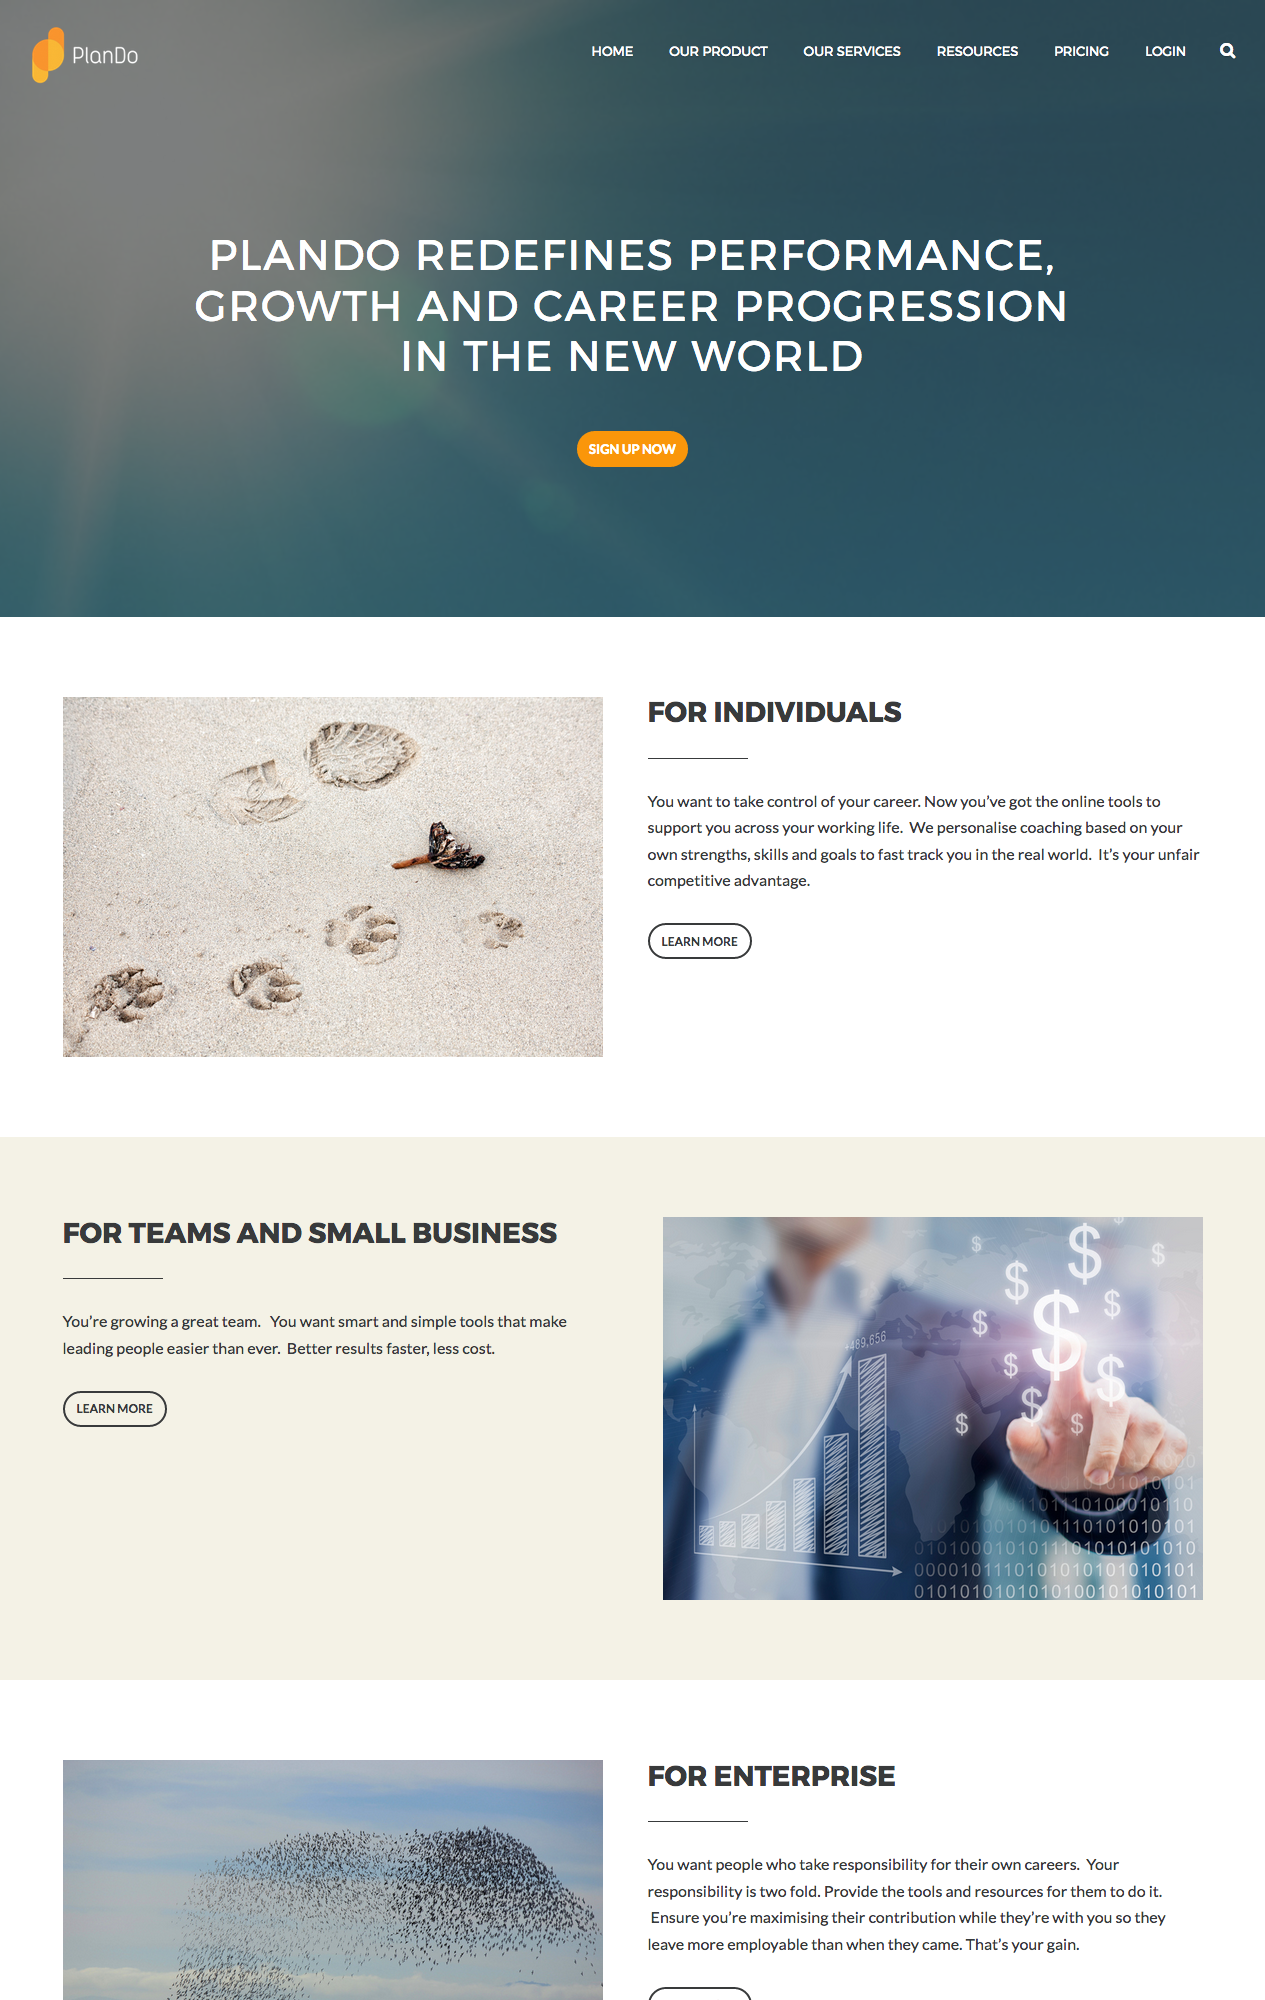 PlanDo
HOME OUR PRODUCT OUR SERVICES RESOURCES PRICING LOGIN
PLANDO REDEFINES PERFORMANCE,
GROWTH AND CAREER PROGRESSION
IN THE NEW WORLD
SIGN UP NOW
FOR INDIVIDUALS
You want to take control of your career. Now you’ve got the online tools to
support you across your working life.  We personalise coaching based on your
own strengths, skills and goals to fast track you in the real world.  It’s your unfair
competitive advantage.
LEARN MORE
FOR TEAMS AND SMALL BUSINESS
You’re growing a great team.   You want smart and simple tools that make
leading people easier than ever.  Better results faster, less cost.
LEARN MORE
+489,656
$ $ $ $ $ $ $ $ $ $ $ $
FOR ENTERPRISE
You want people who take responsibility for their own careers.  Your
responsibility is two fold. Provide the tools and resources for them to do it.
Ensure you’re maximising their contribution while they’re with you so they
leave more employable than when they came. That’s your gain.